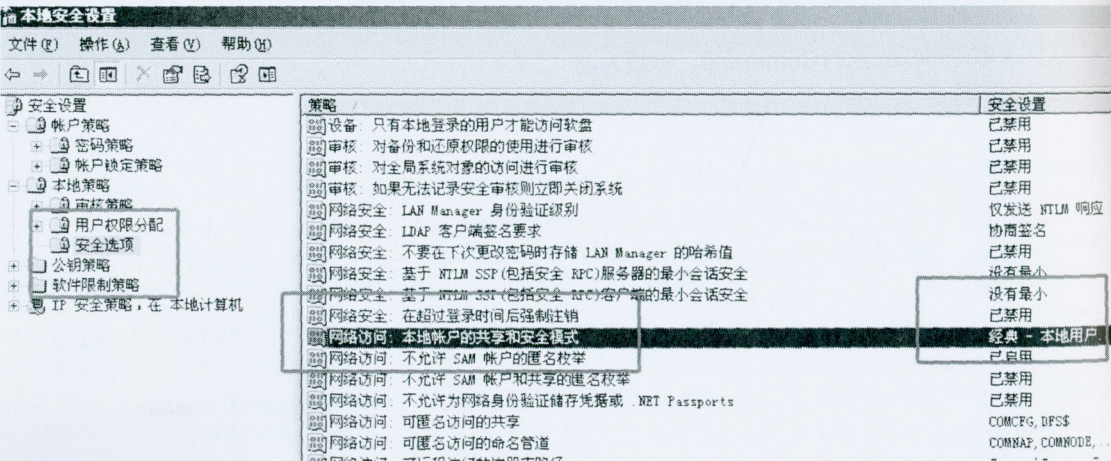 本地安全设置
文件(F) 操作(A) 查看(V) 帮助(H)
安全设置
帐户策略
密码策略
帐户锁定策略
本地策略
审核策略
用户权限分配
安全选项
公钥策略
软件限制策略
IP 安全策略，在 本地计算机
策略 安全设置
设备: 只有本地登录的用户才能访问软盘 已禁用
审核: 对备份和还原权限的使用进行审核 已禁用
审核: 对全局系统对象的访问进行审核 已禁用
审核: 如果无法记录安全审核则立即关闭系统 已禁用
网络安全: LAN Manager 身份验证级别 仅发送 NTLM 响应
网络安全: LDAP 客户端签名要求 协商签名
网络安全: 不要在下次更改密码时存储 LAN Manager 的哈希值 已禁用
网络安全: 基于 NTLM SSP(包括安全 RPC)服务器的最小会话安全 没有最小
网络安全: 基于 NTLM SSP(包括安全 RPC)客户端的最小会话安全 没有最小
网络安全: 在超过登录时间后强制注销 已禁用
网络访问: 本地帐户的共享和安全模式 经典 - 本地用户
网络访问: 不允许 SAM 帐户的匿名枚举 已启用
网络访问: 不允许 SAM 帐户和共享的匿名枚举 已禁用
网络访问: 不允许为网络身份验证储存凭据或 .NET Passports 已禁用
网络访问: 可匿名访问的共享 COMCFG,DFS$
网络访问: 可匿名访问的命名管道 COMNAP,COMNODE,...